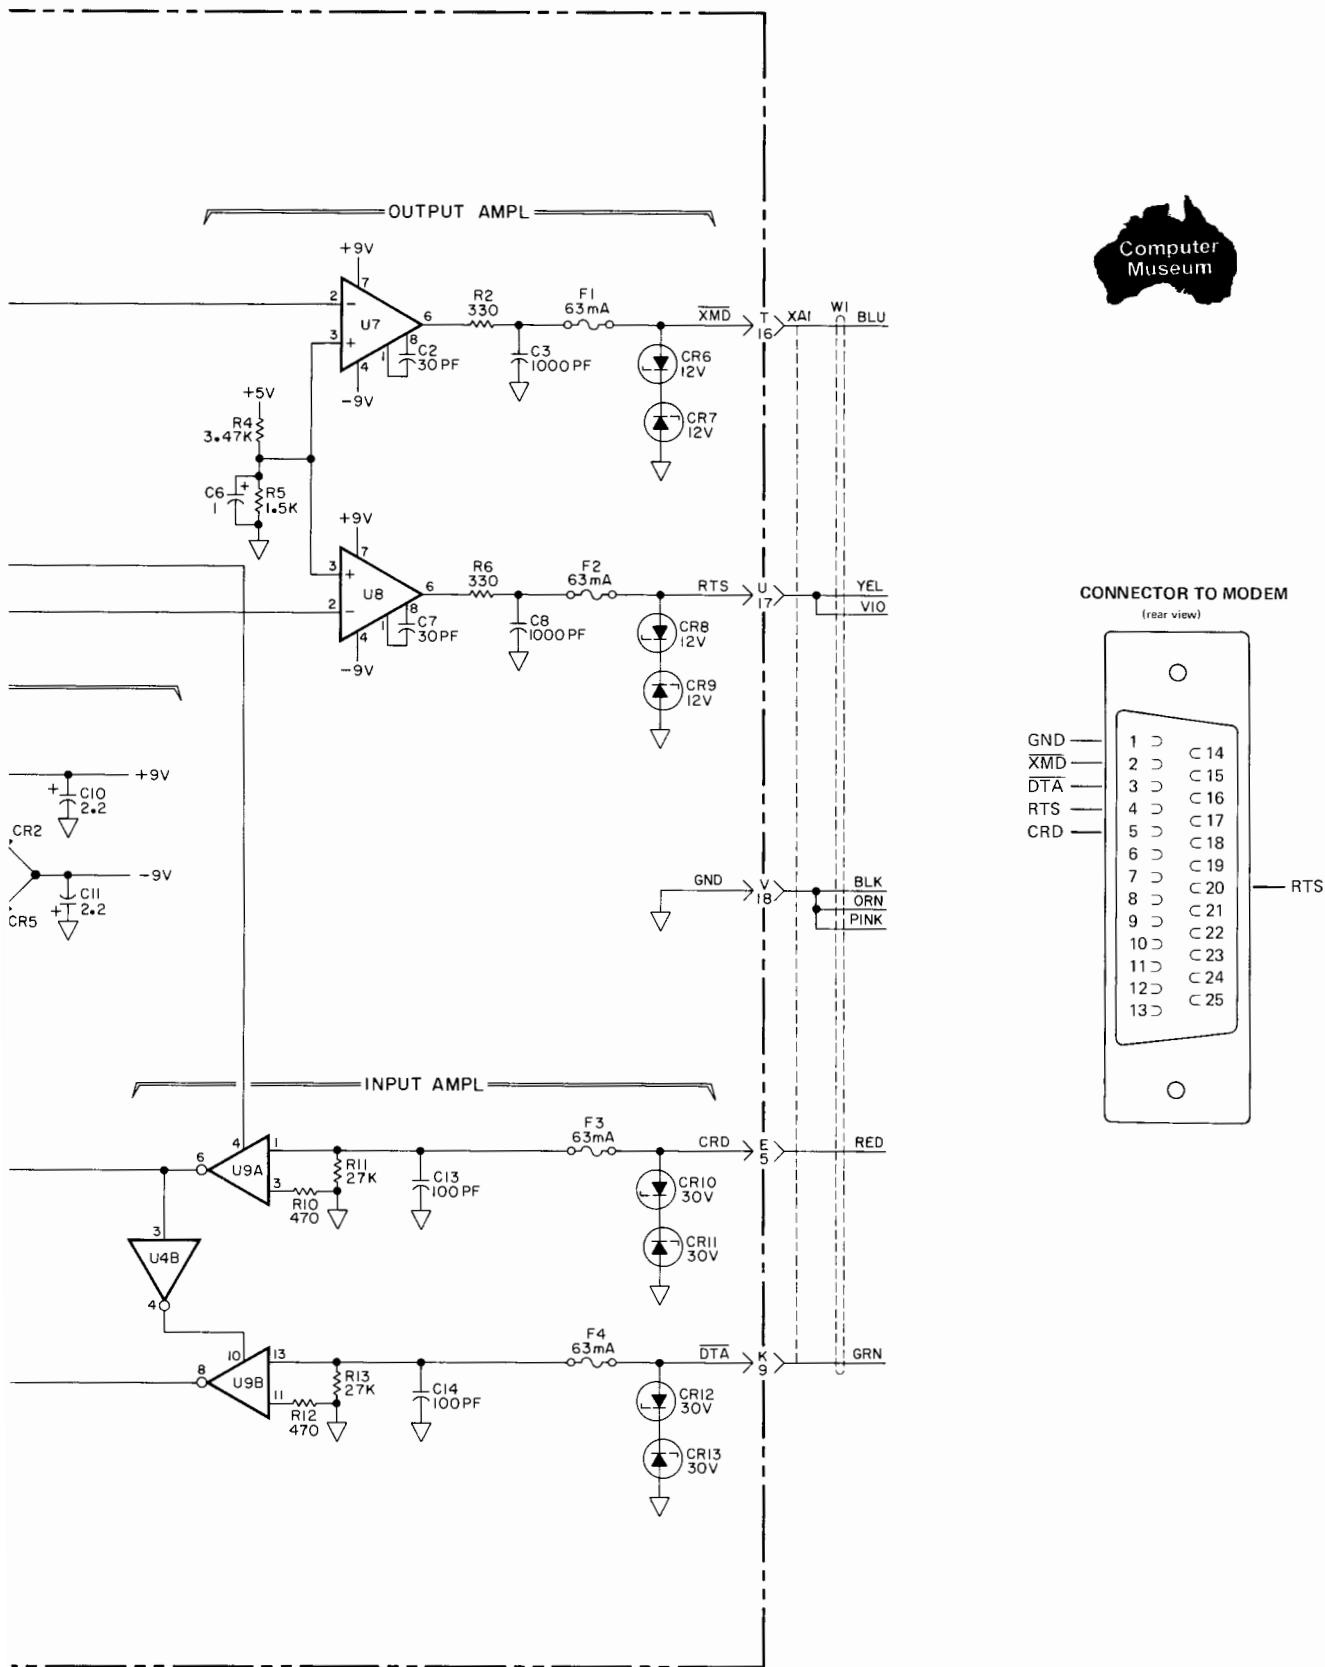 OUTPUT AMPL
+9V
7
2
−
U7
3
+
6
1
8
C2
30PF
4
-9V
R2
330
C3
1000PF
F1
63mA
XMD
CR6
12V
CR7
12V
T
16
XA1
W1
BLU
Computer
Museum
+5V
R4
3.47K
C6
1
+
R5
1.5K
+9V
7
3
+
U8
2
−
6
1
8
C7
30PF
4
-9V
R6
330
C8
1000PF
F2
63mA
RTS
CR8
12V
CR9
12V
U
17
YEL
VIO
+9V
+
C10
2.2
CR2
-9V
+
C11
2.2
CR5
GND
V
18
BLK
ORN
PINK
CONNECTOR TO MODEM
(rear view)
GND
XMD
DTA
RTS
CRD
1
2
3
4
5
6
7
8
9
10
11
12
13
14
15
16
17
18
19
20
21
22
23
24
25
RTS
INPUT AMPL
4
6
U9A
1
3
R10
470
R11
27K
C13
100PF
F3
63mA
CRD
CR10
30V
CR11
30V
E
5
RED
3
U4B
4
10
8
U9B
13
11
R12
470
R13
27K
C14
100PF
F4
63mA
DTA
CR12
30V
CR13
30V
K
9
GRN